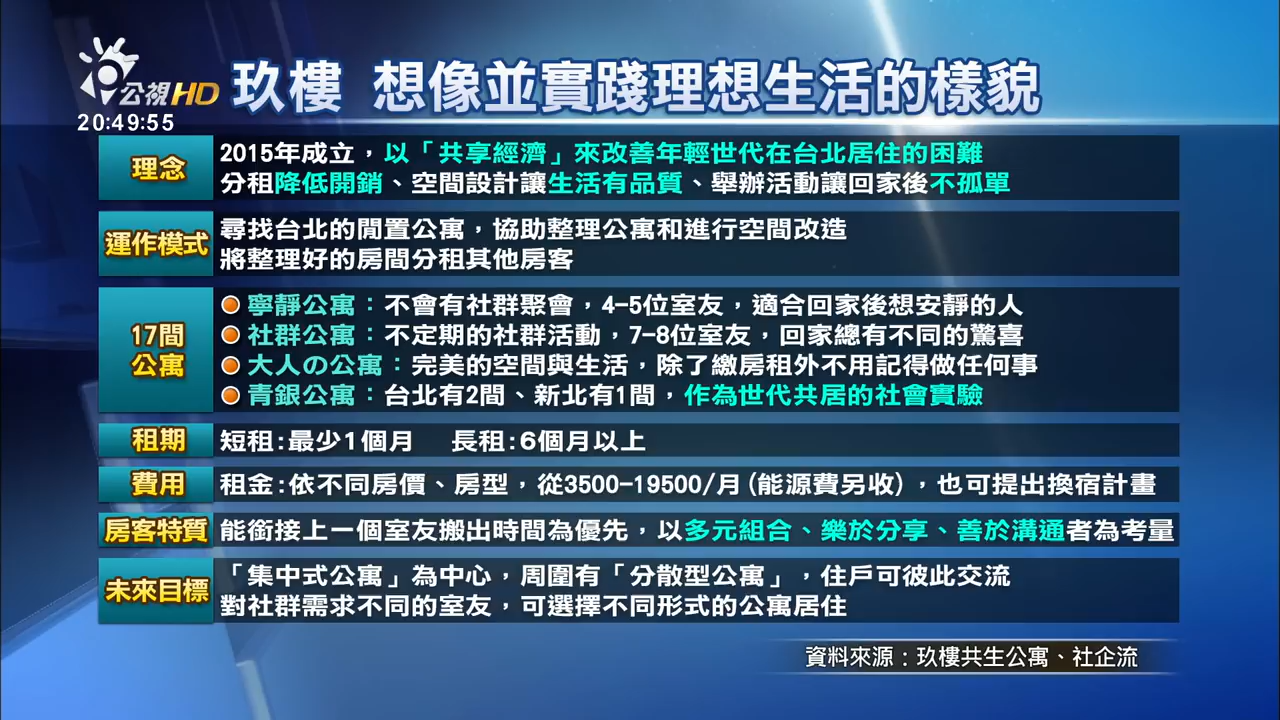 公視HD
玖樓 想像並實踐理想生活的樣貌
20:49:55
理念
2015年成立，以「共享經濟」來改善年輕世代在台北居住的困難
分租降低開銷、空間設計讓生活有品質、舉辦活動讓回家後不孤單
運作模式
尋找台北的閒置公寓，協助整理公寓和進行空間改造
將整理好的房間分租其他房客
17間
公寓
寧靜公寓：不會有社群聚會，4-5位室友，適合回家後想安靜的人
社群公寓：不定期的社群活動，7-8位室友，回家總有不同的驚喜
大人の公寓：完美的空間與生活，除了繳房租外不用記得做任何事
青銀公寓：台北有2間、新北有1間，作為世代共居的社會實驗
租期
短租:最少1個月 長租:6個月以上
費用
租金:依不同房價、房型，從3500-19500/月(能源費另收)，也可提出換宿計畫
房客特質
能銜接上一個室友搬出時間為優先，以多元組合、樂於分享、善於溝通者為考量
未來目標
「集中式公寓」為中心，周圍有「分散型公寓」，住戶可彼此交流
對社群需求不同的室友，可選擇不同形式的公寓居住
資料來源：玖樓共生公寓、社企流